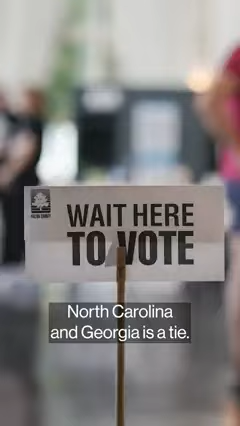 WAIT HERE
TO VOTE
North Carolina
and Georgia is a tie.